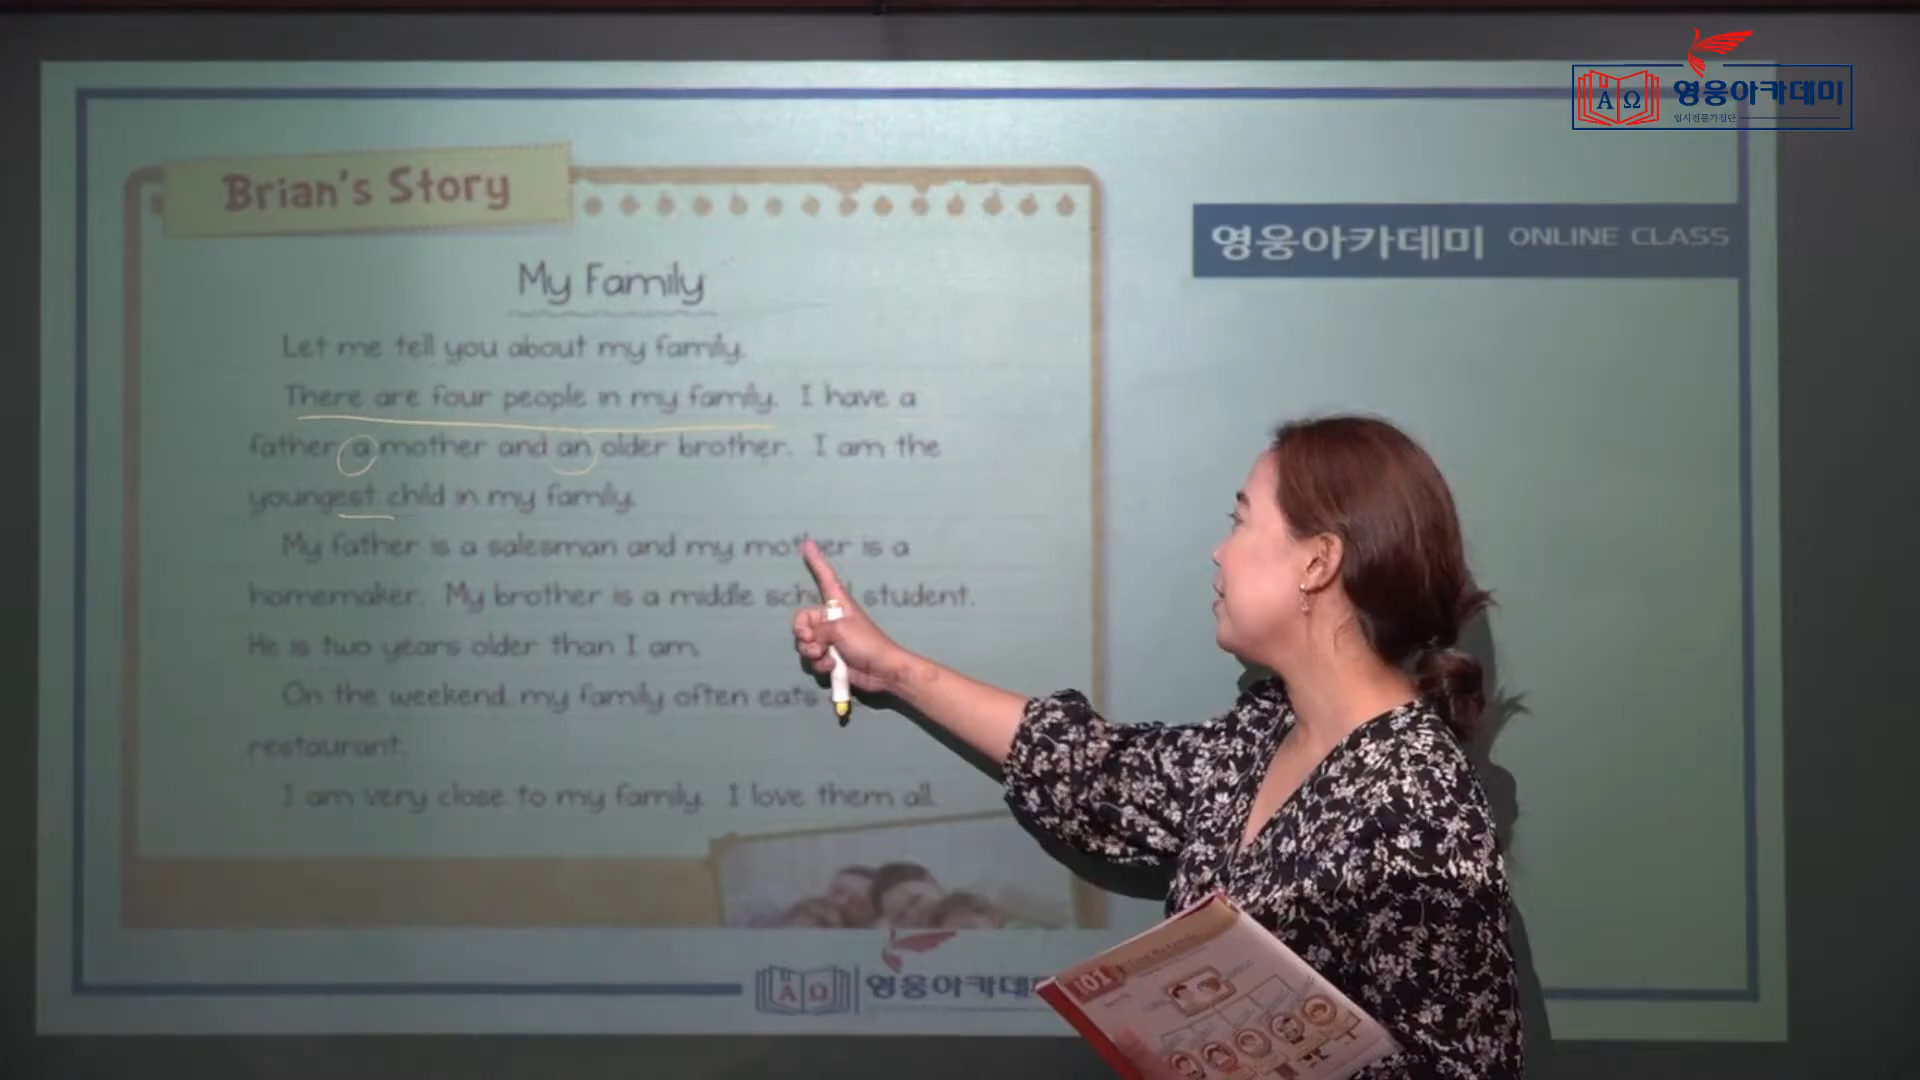 영웅아카데미
입시전문가집단
A Ω
Brian's Story
영웅아카데미 ONLINE CLASS
My Family
Let me tell you about my family.
There are four people in my family. I have a
father a mother and an older brother. I am the
youngest child in my family.
My father is a salesman and my mother is a
homemaker. My brother is a middle school student.
He is two years older than I am.
On the weekend, my family often eats
restaurant.
I am very close to my family. I love them all.
A Ω
영웅아카데미
01